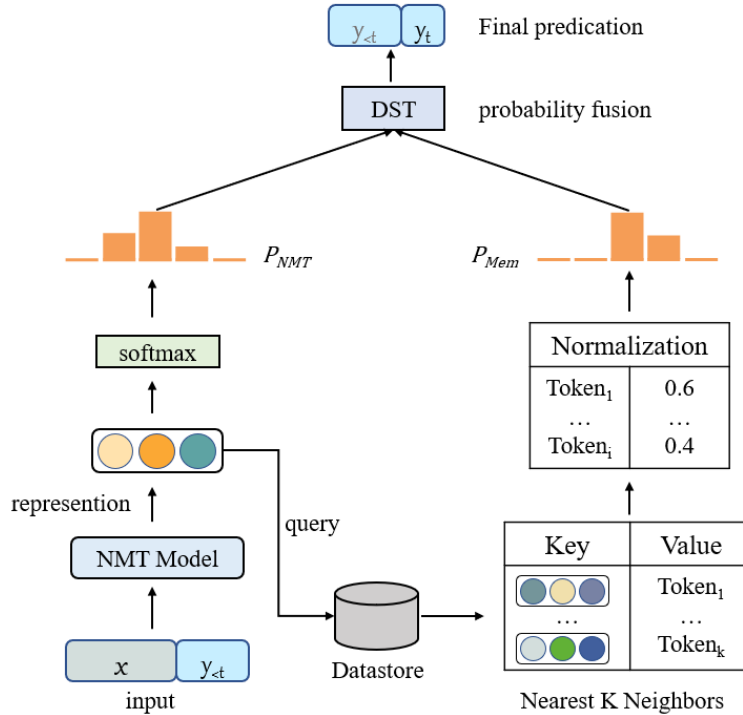 y<t yt Final predication
DST probability fusion
PNMT PMem
softmax
Normalization
Token1 0.6
... ...
Tokeni 0.4
represention
query
NMT Model
Key Value
Token1
... ...
Tokenk
x y<t
Datastore
input
Nearest K Neighbors